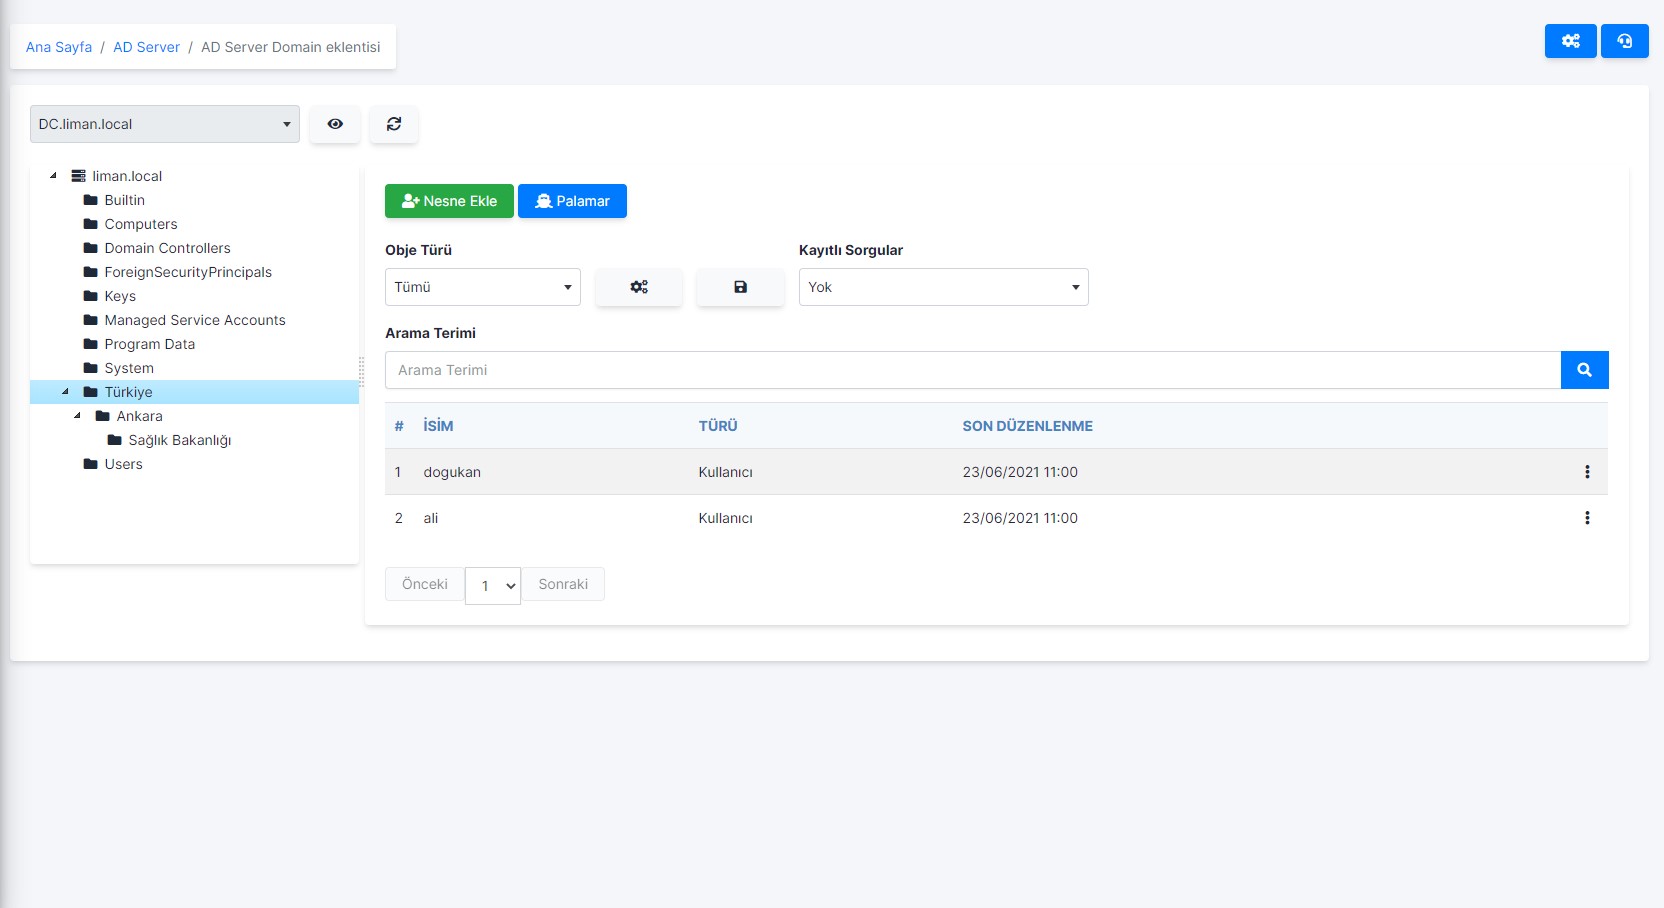 Ana Sayfa / AD Server / AD Server Domain eklentisi
DC.liman.local
liman.local
Builtin
Computers
Domain Controllers
ForeignSecurityPrincipals
Keys
Managed Service Accounts
Program Data
System
Türkiye
Ankara
Sağlık Bakanlığı
Users
Nesne Ekle Palamar
Obje Türü Kayıtlı Sorgular
Tümü Yok
Arama Terimi
Arama Terimi
# İSİM TÜRÜ SON DÜZENLENME
1 dogukan Kullanıcı 23/06/2021 11:00
2 ali Kullanıcı 23/06/2021 11:00
Önceki 1 Sonraki